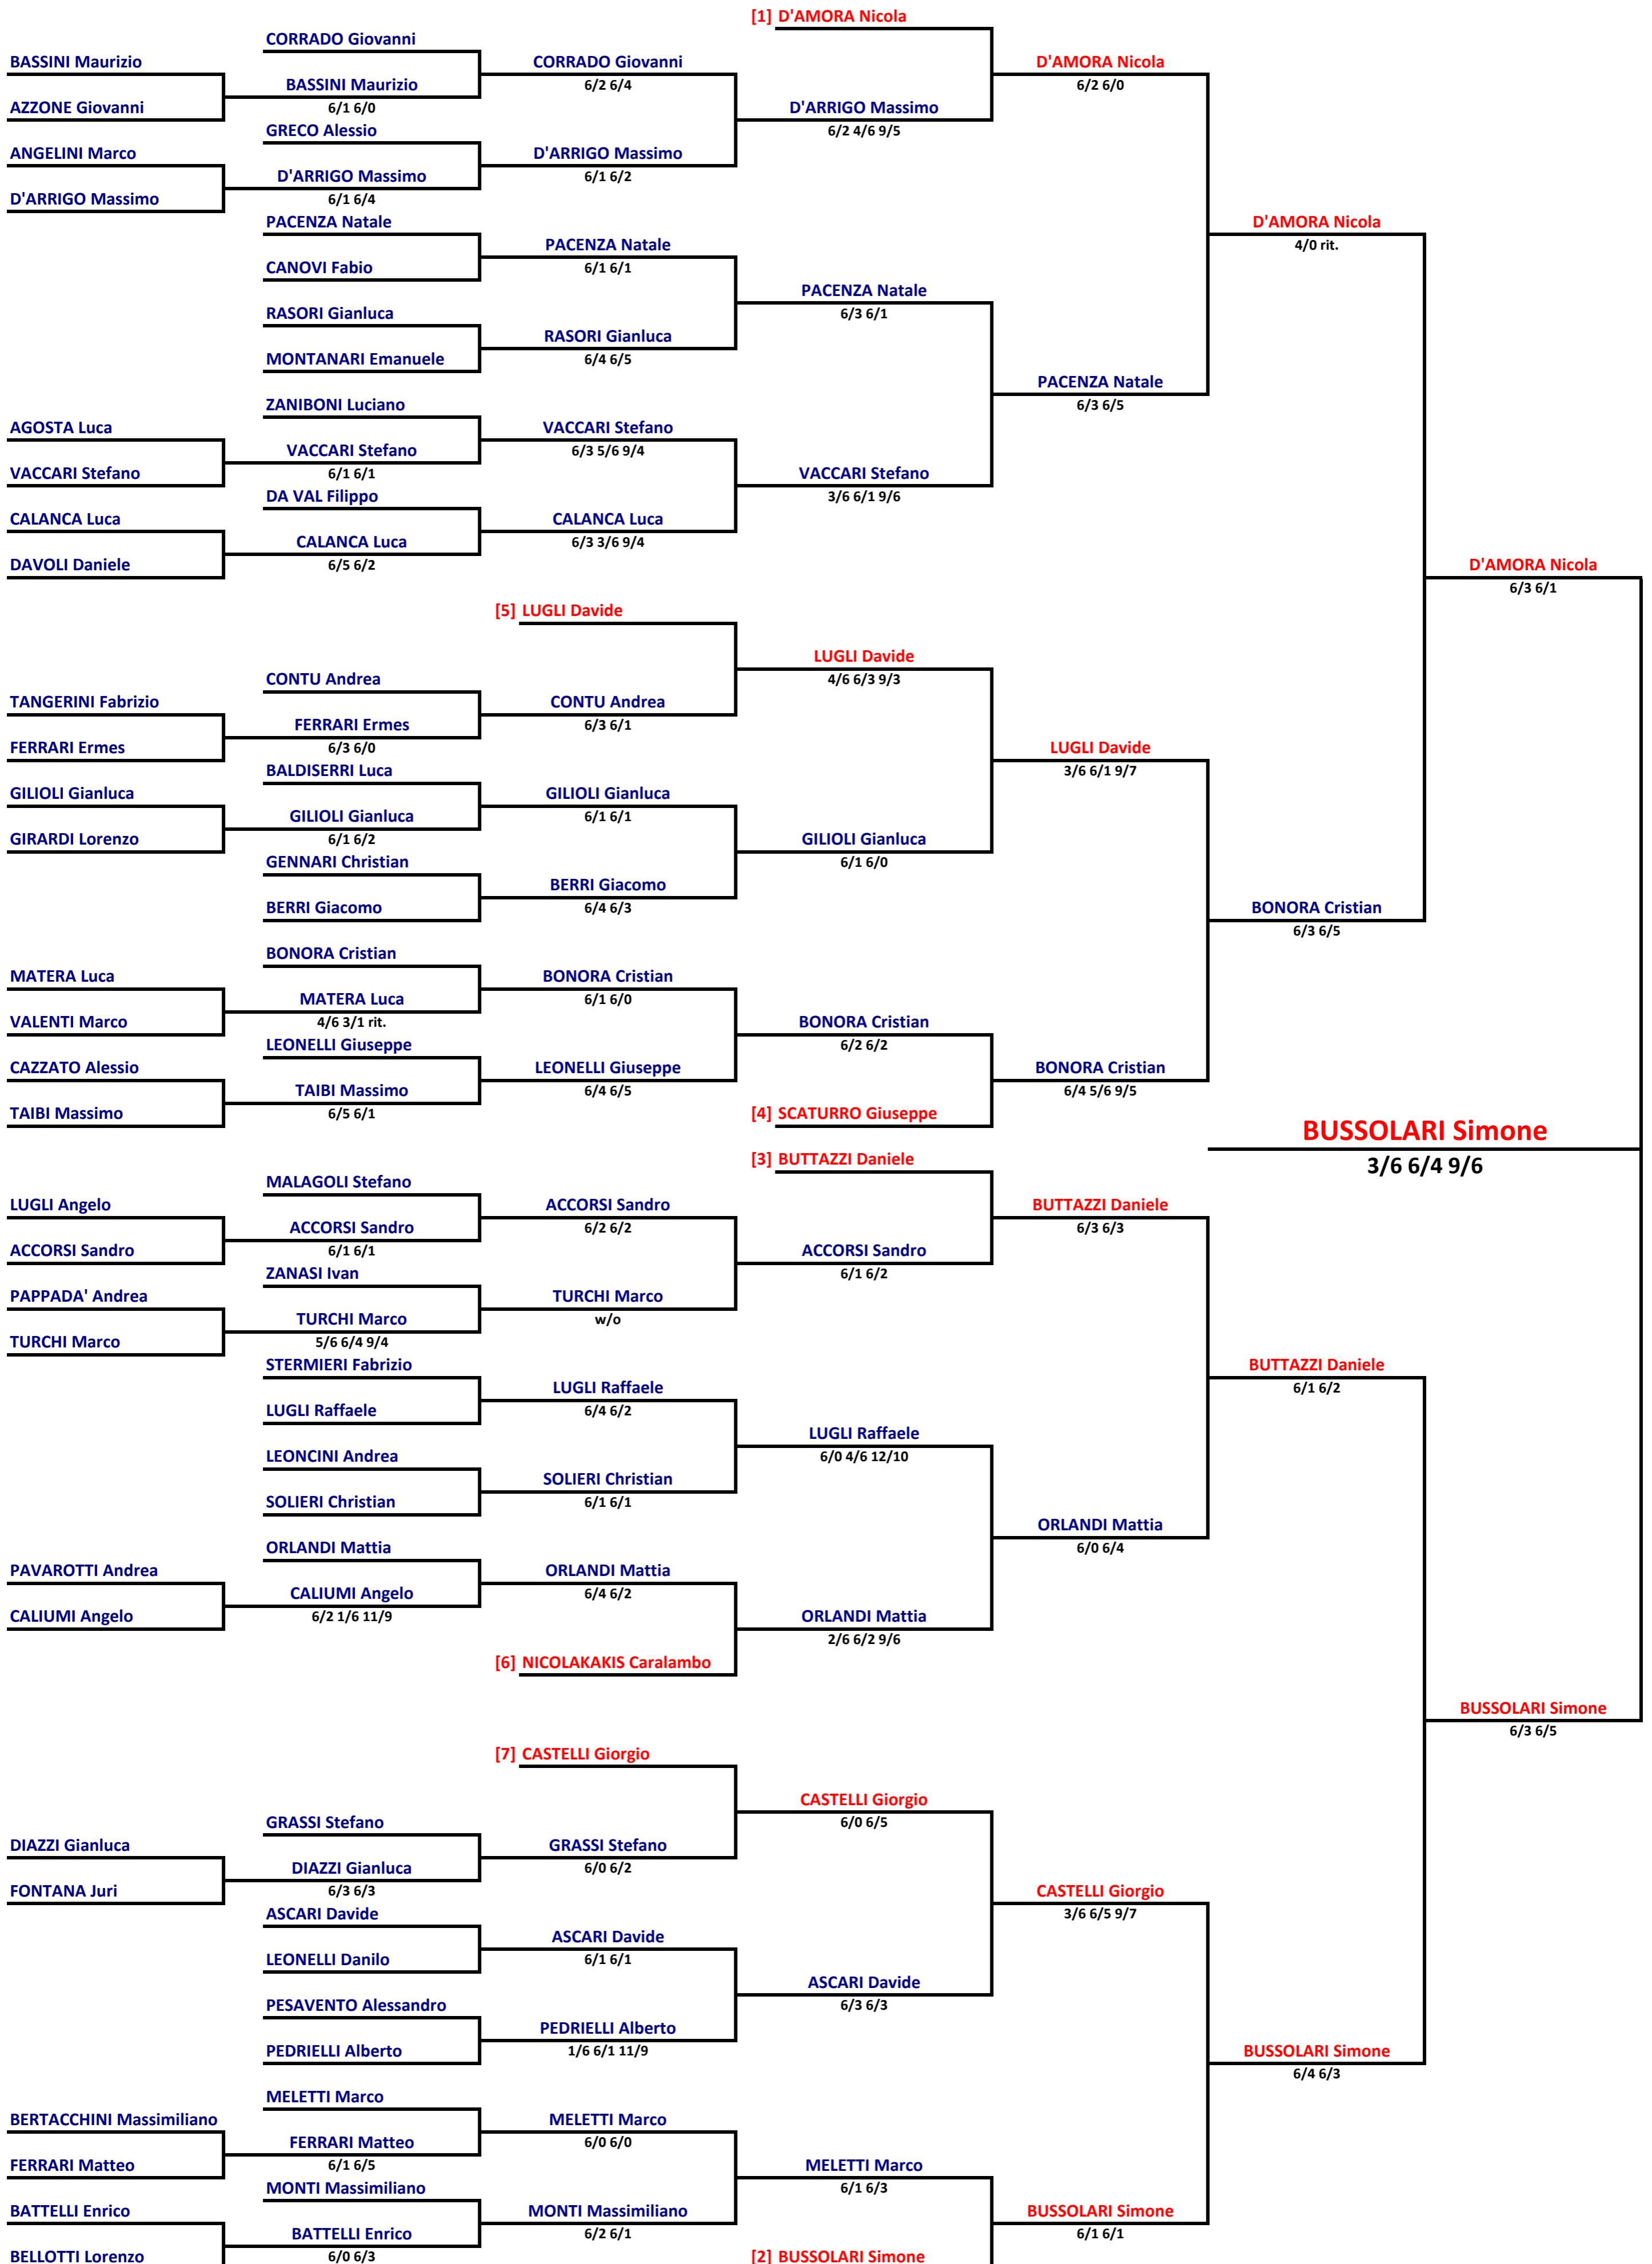 [1] D'AMORA Nicola
CORRADO Giovanni
BASSINI Maurizio CORRADO Giovanni D'AMORA Nicola
BASSINI Maurizio 6/2 6/4 6/2 6/0
AZZONE Giovanni 6/1 6/0 D'ARRIGO Massimo
GRECO Alessio 6/2 4/6 9/5
ANGELINI Marco D'ARRIGO Massimo
D'ARRIGO Massimo 6/1 6/2
D'ARRIGO Massimo 6/1 6/4
PACENZA Natale D'AMORA Nicola
PACENZA Natale 4/0 rit.
CANOVI Fabio 6/1 6/1
PACENZA Natale
RASORI Gianluca 6/3 6/1
RASORI Gianluca
MONTANARI Emanuele 6/4 6/5
PACENZA Natale
ZANIBONI Luciano 6/3 6/5
AGOSTA Luca VACCARI Stefano
VACCARI Stefano 6/3 5/6 9/4
VACCARI Stefano 6/1 6/1 VACCARI Stefano
DA VAL Filippo 3/6 6/1 9/6
CALANCA Luca CALANCA Luca
CALANCA Luca 6/3 3/6 9/4
DAVOLI Daniele 6/5 6/2 D'AMORA Nicola
6/3 6/1
[5] LUGLI Davide
LUGLI Davide
CONTU Andrea 4/6 6/3 9/3
TANGERINI Fabrizio CONTU Andrea
FERRARI Ermes 6/3 6/1
FERRARI Ermes 6/3 6/0 LUGLI Davide
BALDISERRI Luca 3/6 6/1 9/7
GILIOLI Gianluca GILIOLI Gianluca
GILIOLI Gianluca 6/1 6/1
GIRARDI Lorenzo 6/1 6/2 GILIOLI Gianluca
GENNARI Christian 6/1 6/0
BERRI Giacomo
BERRI Giacomo 6/4 6/3 BONORA Cristian
6/3 6/5
BONORA Cristian
MATERA Luca BONORA Cristian
MATERA Luca 6/1 6/0
VALENTI Marco 4/6 3/1 rit. BONORA Cristian
LEONELLI Giuseppe 6/2 6/2
CAZZATO Alessio LEONELLI Giuseppe BONORA Cristian
TAIBI Massimo 6/4 6/5 6/4 5/6 9/5
TAIBI Massimo 6/5 6/1 [4] SCATURRO Giuseppe
BUSSOLARI Simone
3/6 6/4 9/6
[3] BUTTAZZI Daniele
MALAGOLI Stefano
LUGLI Angelo ACCORSI Sandro BUTTAZZI Daniele
ACCORSI Sandro 6/2 6/2 6/3 6/3
ACCORSI Sandro 6/1 6/1 ACCORSI Sandro
ZANASI Ivan 6/1 6/2
PAPPADA' Andrea TURCHI Marco
TURCHI Marco w/o
TURCHI Marco 5/6 6/4 9/4
STERMIERI Fabrizio BUTTAZZI Daniele
LUGLI Raffaele 6/1 6/2
LUGLI Raffaele 6/4 6/2
LUGLI Raffaele
LEONCINI Andrea 6/0 4/6 12/10
SOLIERI Christian
SOLIERI Christian 6/1 6/1
ORLANDI Mattia
ORLANDI Mattia 6/0 6/4
PAVAROTTI Andrea ORLANDI Mattia
CALIUMI Angelo 6/4 6/2
CALIUMI Angelo 6/2 1/6 11/9 ORLANDI Mattia
2/6 6/2 9/6
[6] NICOLAKAKIS Caralambo
BUSSOLARI Simone
6/3 6/5
[7] CASTELLI Giorgio
CASTELLI Giorgio
GRASSI Stefano 6/0 6/5
DIAZZI Gianluca GRASSI Stefano
DIAZZI Gianluca 6/0 6/2
FONTANA Juri 6/3 6/3 CASTELLI Giorgio
ASCARI Davide 3/6 6/5 9/7
ASCARI Davide
LEONELLI Danilo 6/1 6/1
ASCARI Davide
PESAVENTO Alessandro 6/3 6/3
PEDRIELLI Alberto
PEDRIELLI Alberto 1/6 6/1 11/9 BUSSOLARI Simone
6/4 6/3
MELETTI Marco
BERTACCHINI Massimiliano MELETTI Marco
FERRARI Matteo 6/0 6/0
FERRARI Matteo 6/1 6/5 MELETTI Marco
MONTI Massimiliano 6/1 6/3
BATTELLI Enrico MONTI Massimiliano BUSSOLARI Simone
BATTELLI Enrico 6/2 6/1 6/1 6/1
BELLOTTI Lorenzo 6/0 6/3 [2] BUSSOLARI Simone